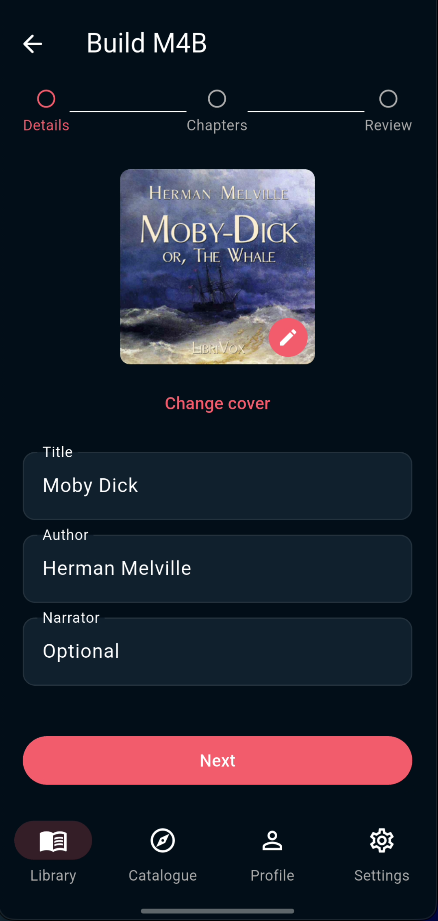 Build M4B
Details
Chapters
Review
HERMAN MELVILLE
MOBY-DICK
OR, THE WHALE
LIBRIVOX
Change cover
Title
Moby Dick
Author
Herman Melville
Narrator
Optional
Next
Library
Catalogue
Profile
Settings